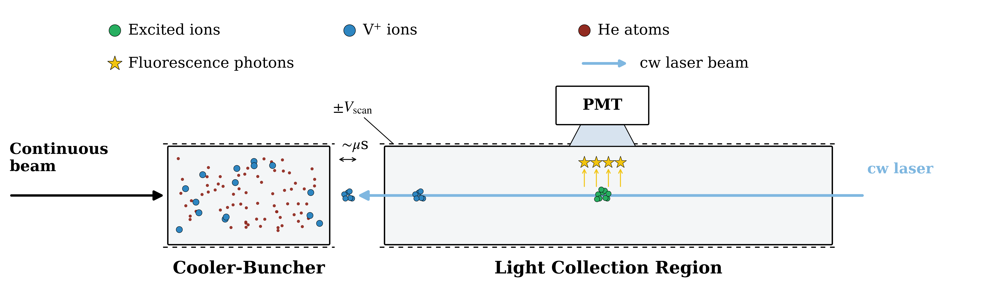 Excited ions
V⁺ ions
He atoms
Fluorescence photons
cw laser beam
PMT
±V_scan
~μs
Continuous
beam
cw laser
Cooler-Buncher
Light Collection Region